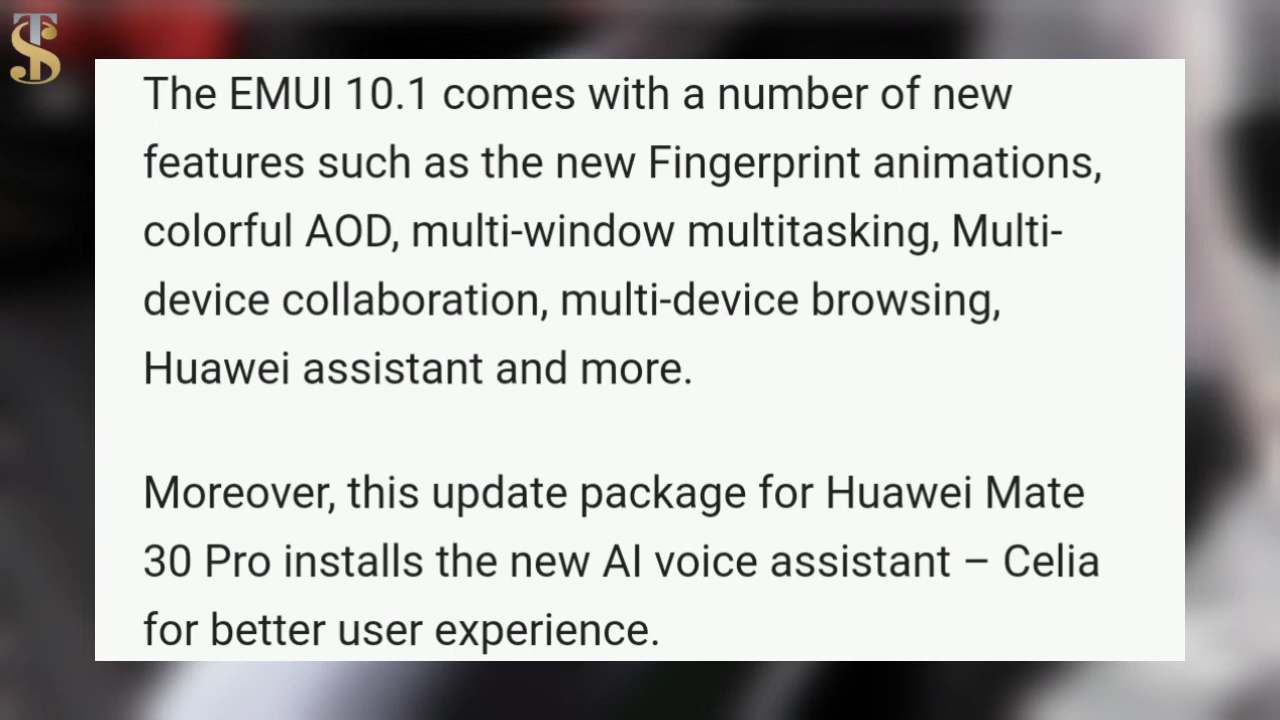 TS
The EMUI 10.1 comes with a number of new
features such as the new Fingerprint animations,
colorful AOD, multi-window multitasking, Multi-
device collaboration, multi-device browsing,
Huawei assistant and more.
Moreover, this update package for Huawei Mate
30 Pro installs the new AI voice assistant – Celia
for better user experience.